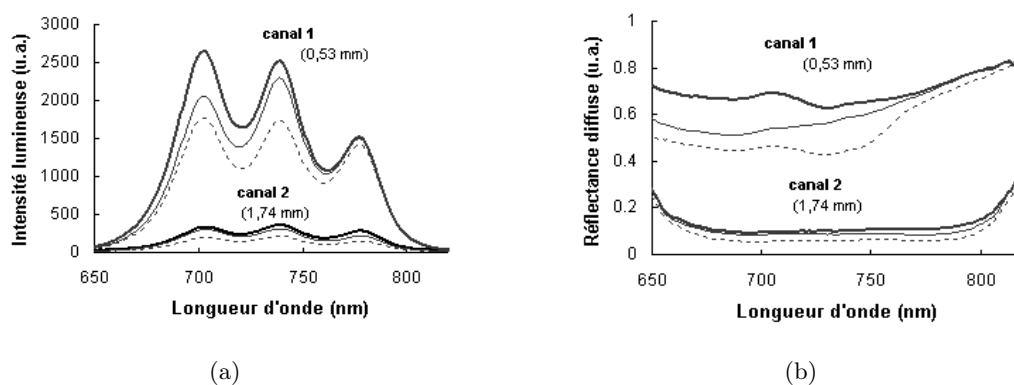 3000
2500
2000
1500
1000
500
0
Intensité lumineuse (u.a.)
canal 1
(0,53 mm)
canal 2
(1,74 mm)
650
700
750
800
Longueur d'onde (nm)
(a)
1
0.8
0.6
0.4
0.2
0
Réflectance diffuse (u.a.)
canal 1
(0,53 mm)
canal 2
(1,74 mm)
650
700
750
800
Longueur d'onde (nm)
(b)